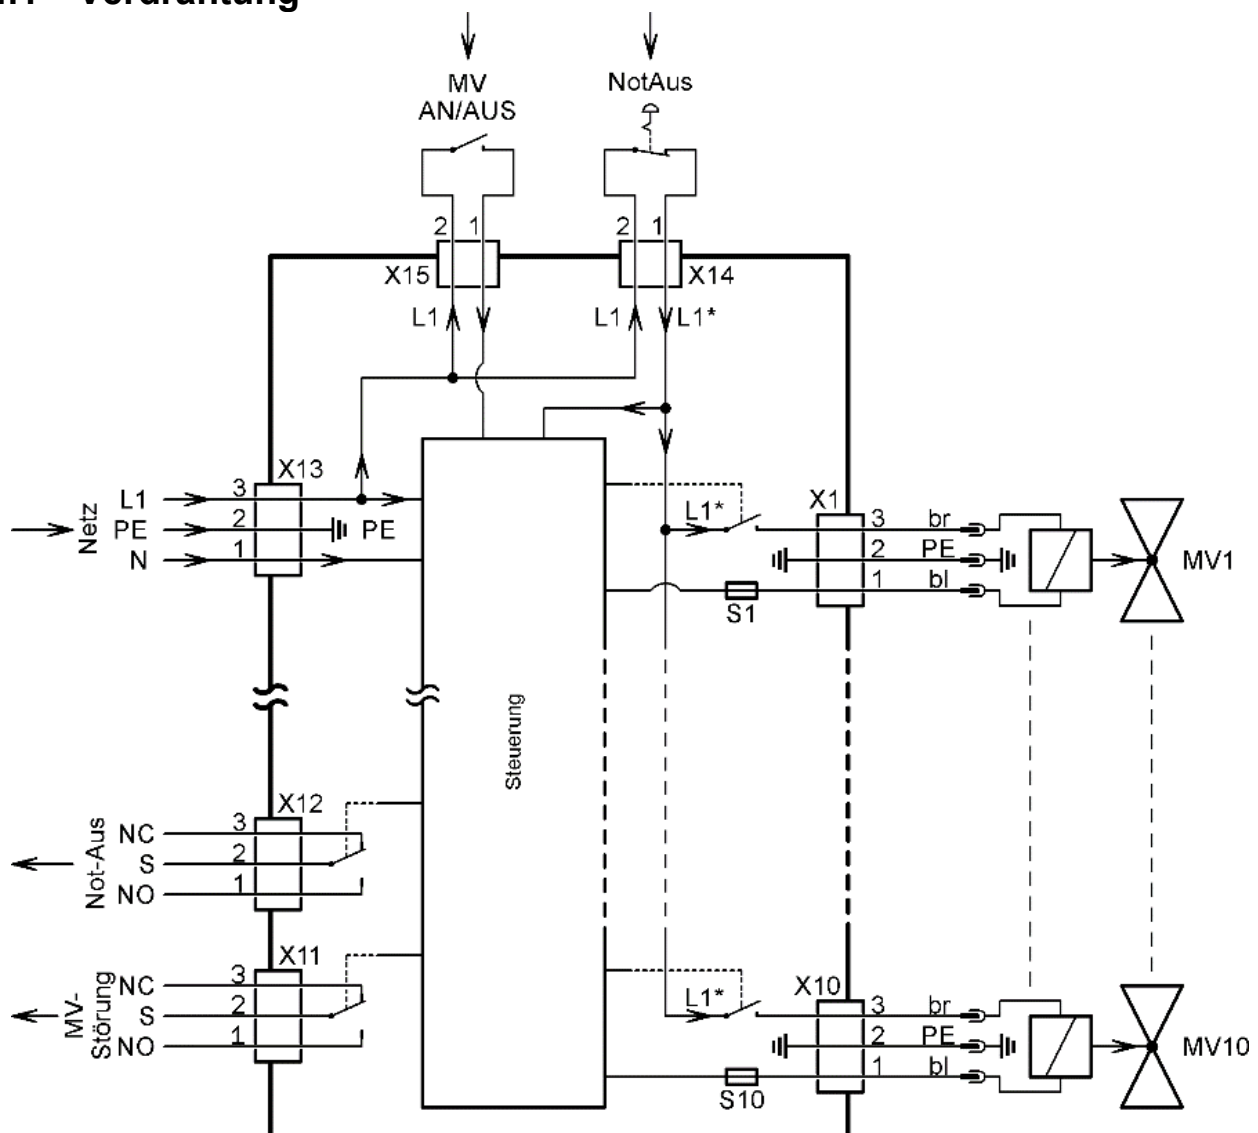 Verdrahtung
MV
AN/AUS
NotAus
2 1
2 1
X15
X14
L1
L1
L1*
X13
L1
3
PE
2
PE
N
1
Netz
L1*
X1
3 br
2 PE
1 bl
S1
MV1
Steuerung
X12
NC
3
S
2
NO
1
Not-Aus
X11
NC
3
S
2
NO
1
MV-
Störung
L1*
X10
3 br
2 PE
1 bl
S10
MV10